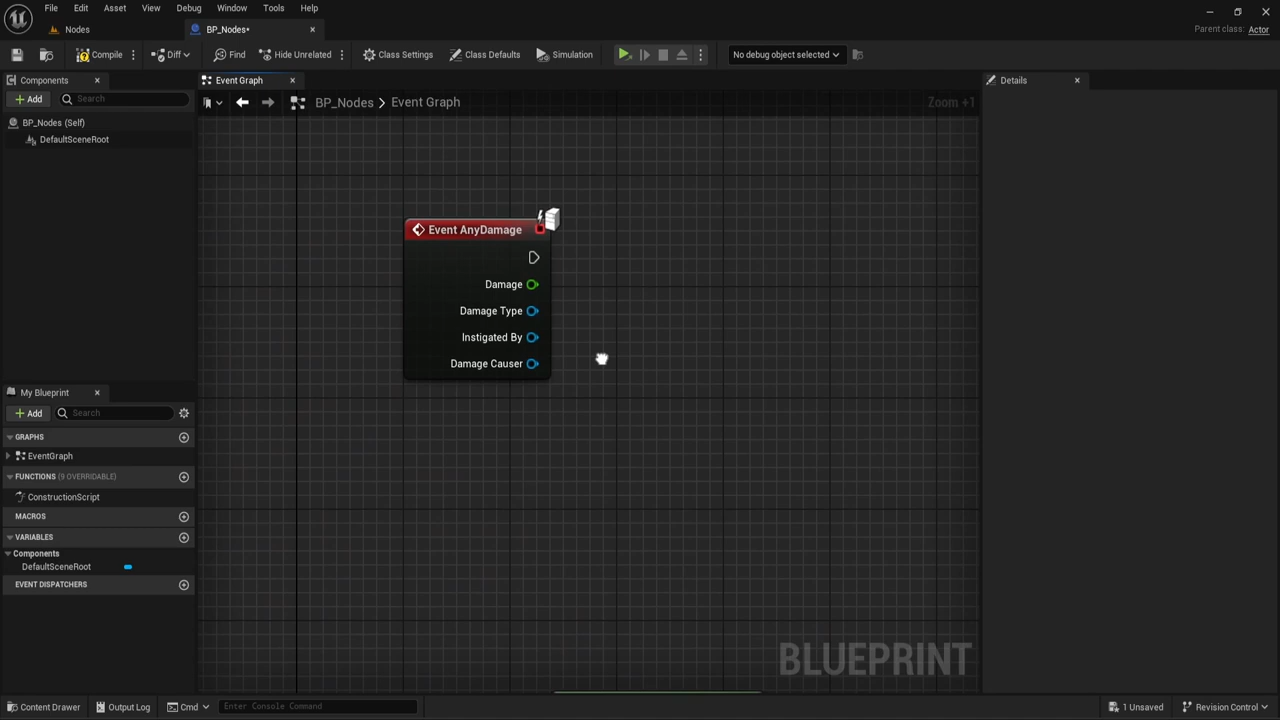 File Edit Asset View Debug Window Tools Help
Nodes
BP_Nodes*
Parent class: Actor
Compile
Diff
Find
Hide Unrelated
Class Settings
Class Defaults
Simulation
No debug object selected
Components
Event Graph
Details
Add
Search
BP_Nodes > Event Graph
Zoom +1
BP_Nodes (Self)
DefaultSceneRoot
Event AnyDamage
Damage
Damage Type
Instigated By
Damage Causer
My Blueprint
Add
Search
GRAPHS
EventGraph
FUNCTIONS (9 OVERRIDABLE)
ConstructionScript
MACROS
VARIABLES
Components
DefaultSceneRoot
EVENT DISPATCHERS
BLUEPRINT
Content Drawer
Output Log
Cmd
Enter Console Command
1 Unsaved
Revision Control